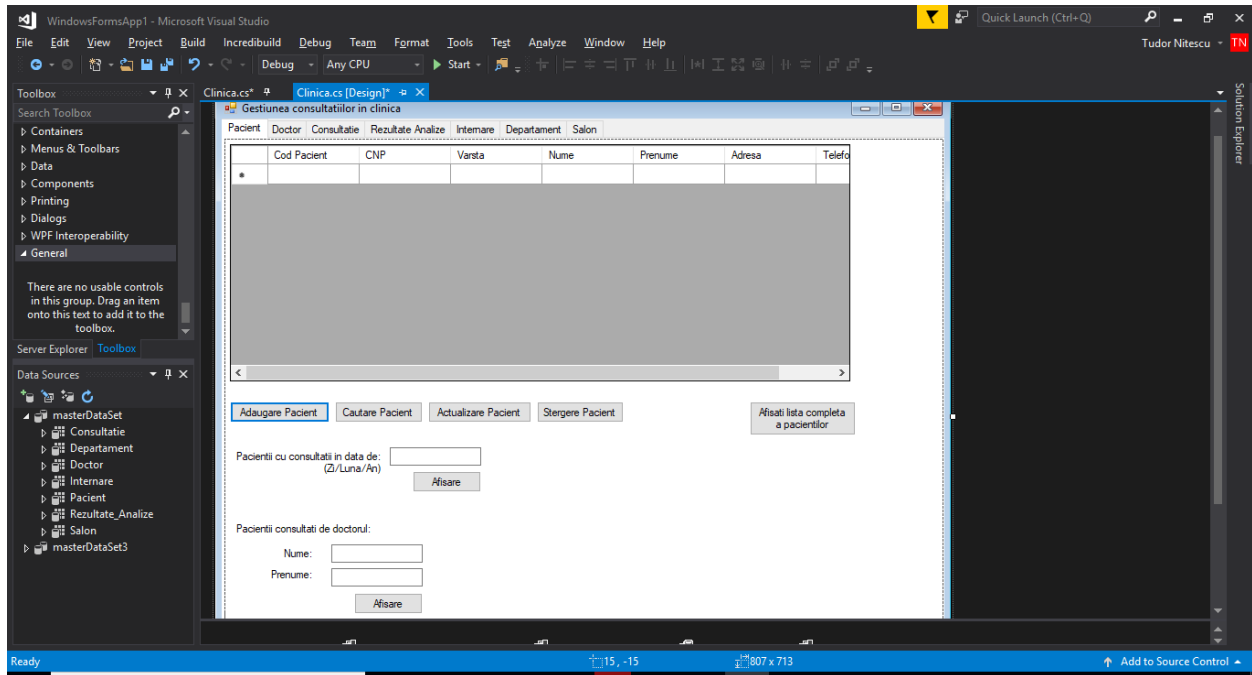 WindowsFormsApp1 - Microsoft Visual Studio
Quick Launch (Ctrl+Q)
File Edit View Project Build Incredibuild Debug Team Format Tools Test Analyze Window Help
Tudor Nitescu TN
Debug Any CPU Start
Toolbox
Clinica.cs* Clinica.cs [Design]*
Solution Explorer
Search Toolbox
Containers
Menus & Toolbars
Data
Components
Printing
Dialogs
WPF Interoperability
General
There are no usable controls
in this group. Drag an item
onto this text to add it to the
toolbox.
Server Explorer Toolbox
Data Sources
masterDataSet
Consultatie
Departament
Doctor
Internare
Pacient
Rezultate_Analize
Salon
masterDataSet3
Gestiunea consultatiilor in clinica
Pacient Doctor Consultatie Rezultate Analize Internare Departament Salon
Cod Pacient CNP Varsta Nume Prenume Adresa Telefo
Adaugare Pacient Cautare Pacient Actualizare Pacient Stergere Pacient
Afisati lista completa
a pacientilor
Pacientii cu consultatii in data de:
(Zi/Luna/An)
Afisare
Pacientii consultati de doctorul:
Nume:
Prenume:
Afisare
Ready 15 , -15 807 x 713 Add to Source Control